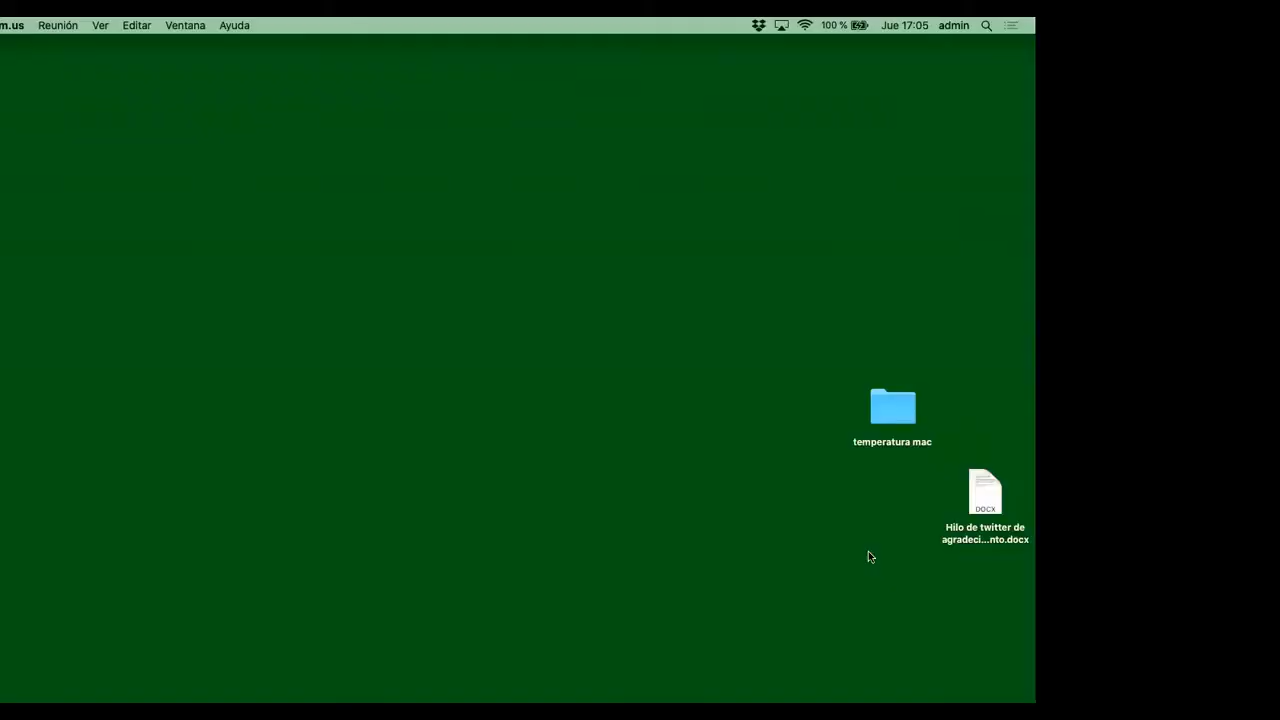 m.us Reunión Ver Editar Ventana Ayuda 100 % Jue 17:05 admin
temperatura mac
DOCX
Hilo de twitter de
agradeci...nto.docx